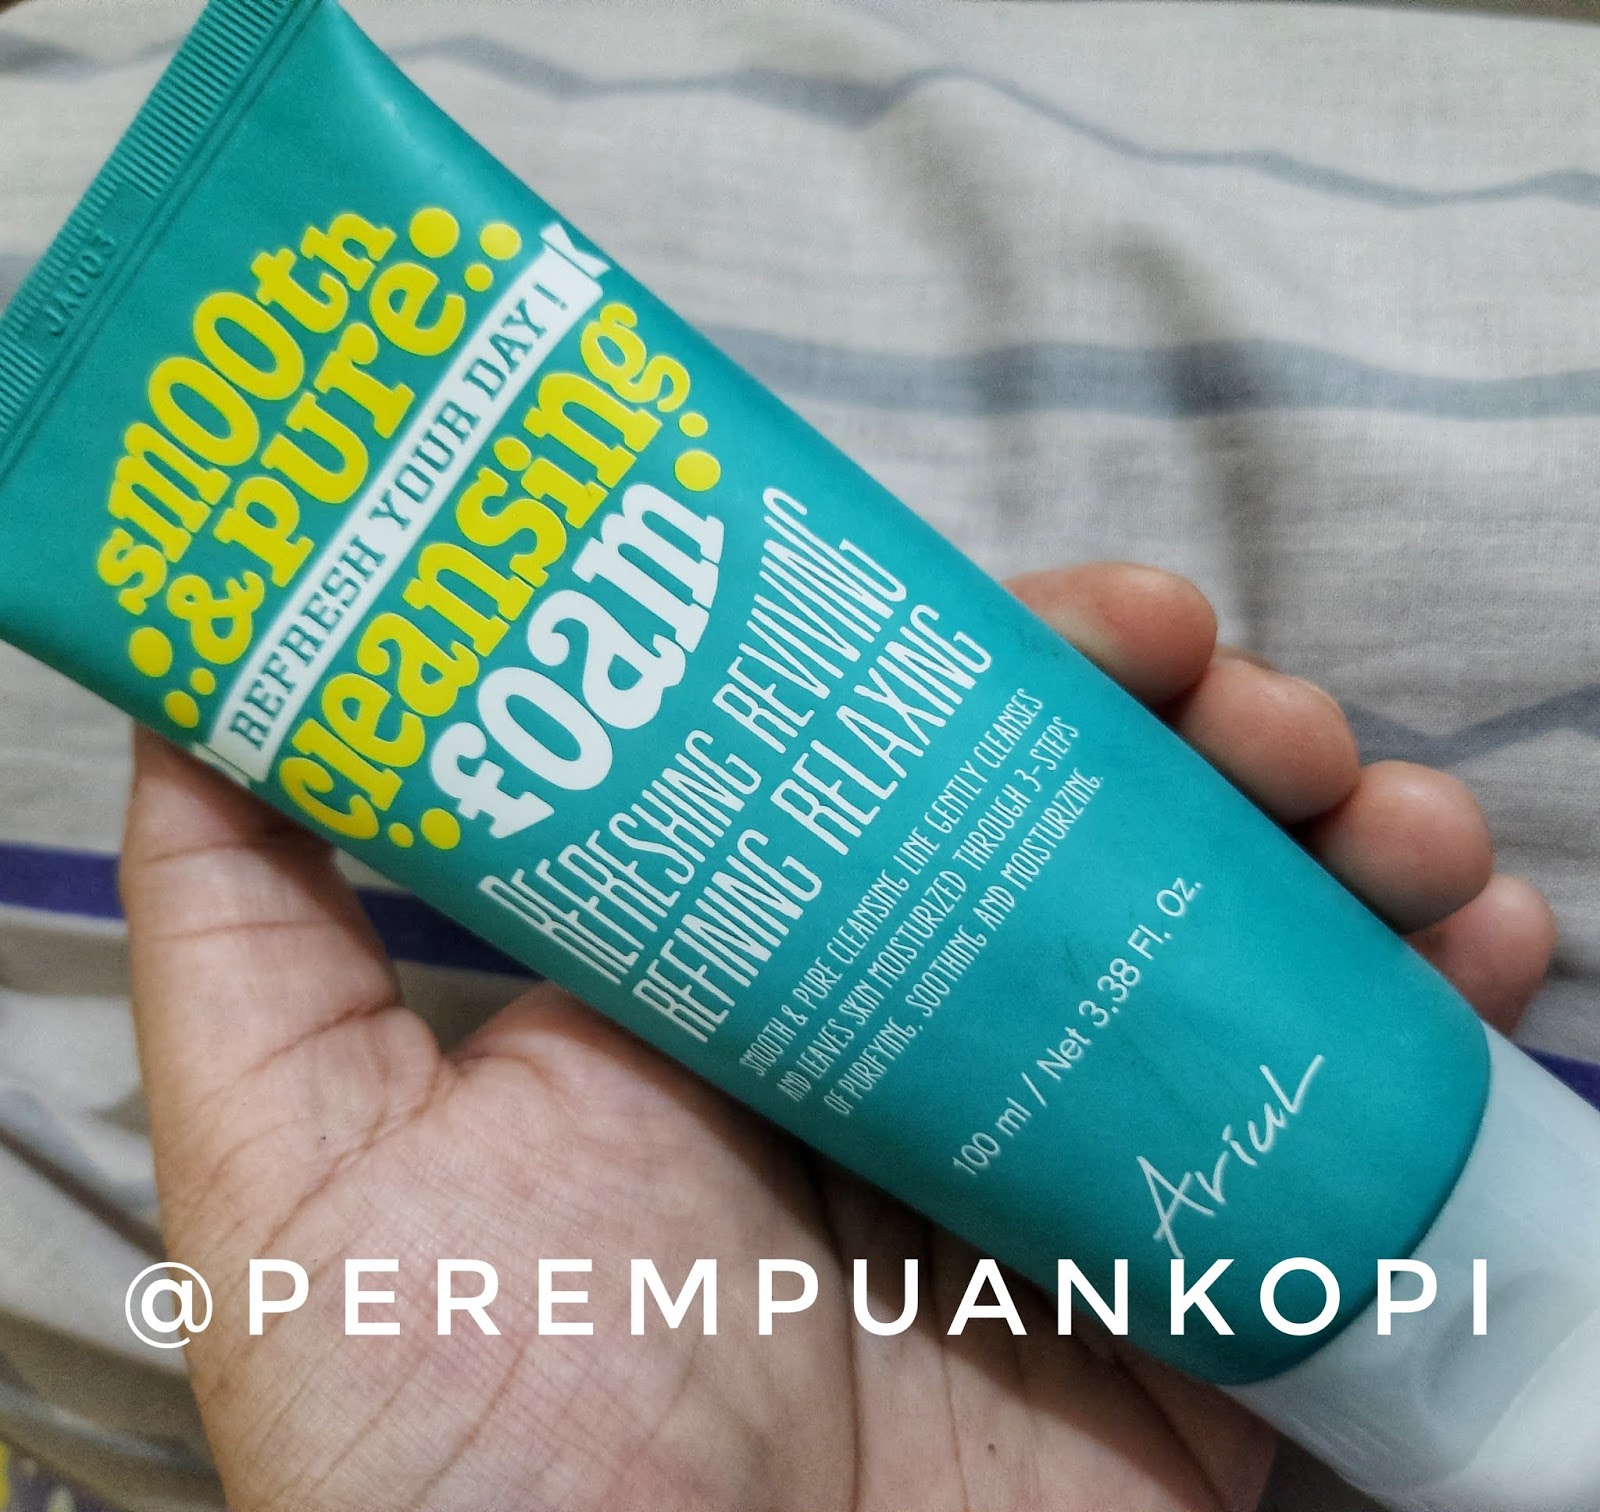 JA003
smooth
& pure
REFRESH YOUR DAY!
cleansing
foam
REFRESHING REVIVING
REFINING RELAXING
SMOOTH & PURE CLEANSING LINE GENTLY CLEANSES
AND LEAVES SKIN MOISTURIZED THROUGH 3-STEPS
OF PURIFYING, SOOTHING AND MOISTURIZING.
100 ml / Net 3.38 Fl. Oz.
Ariul
@PEREMPUANKOPI